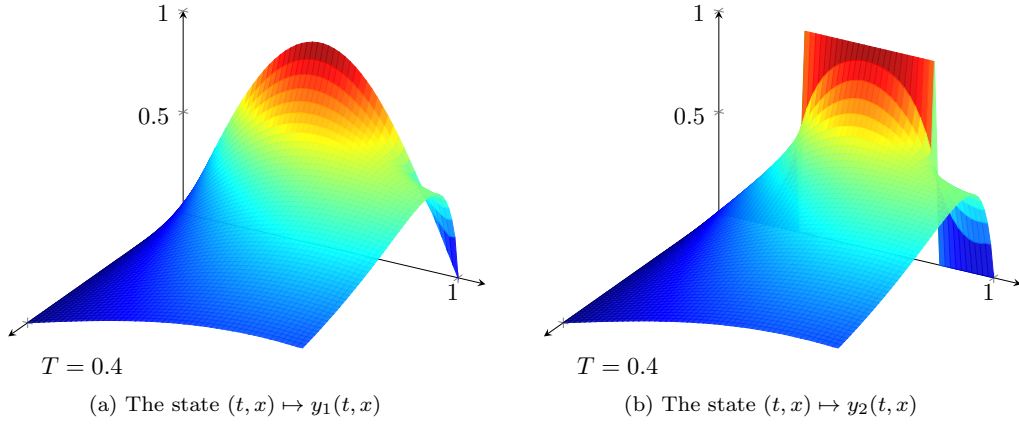 1
0.5
1
T = 0.4
(a) The state (t, x) ↦ y₁(t, x)
1
0.5
1
T = 0.4
(b) The state (t, x) ↦ y₂(t, x)